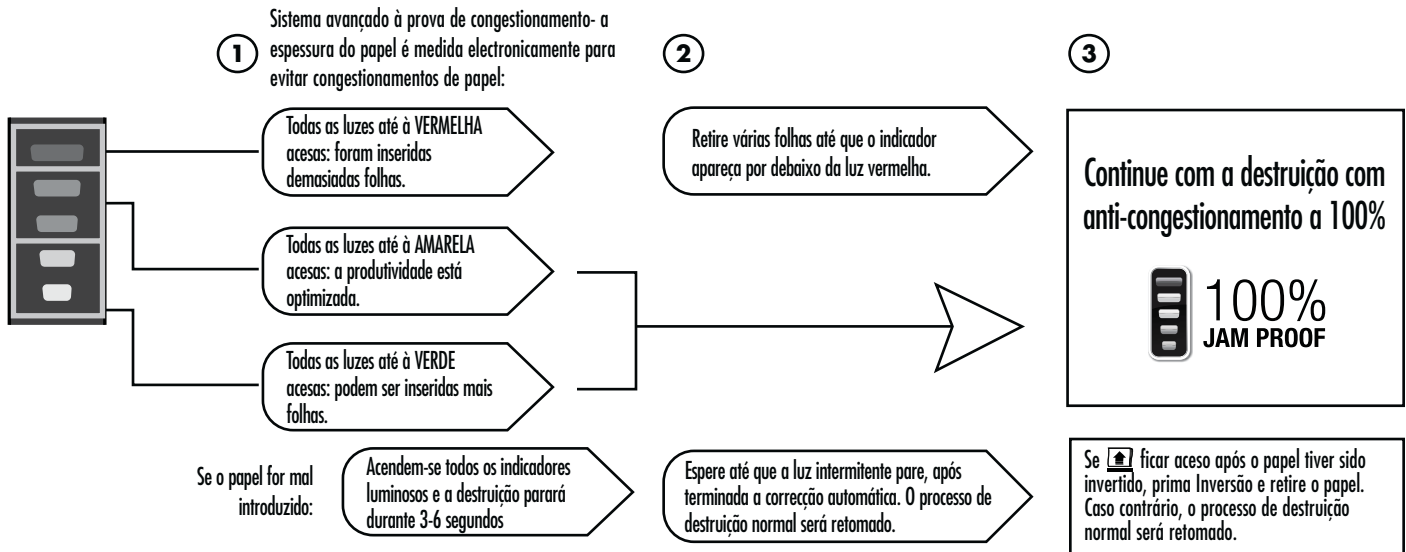 1
Sistema avançado à prova de congestionamento- a
espessura do papel é medida electronicamente para
evitar congestionamentos de papel:
Todas as luzes até à VERMELHA
acesas: foram inseridas
demasiadas folhas.
Todas as luzes até à AMARELA
acesas: a produtividade está
optimizada.
Todas as luzes até à VERDE
acesas: podem ser inseridas mais
folhas.
2
Retire várias folhas até que o indicador
apareça por debaixo da luz vermelha.
3
Continue com a destruição com
anti-congestionamento a 100%
100%
JAM PROOF
Se o papel for mal
introduzido:
Acendem-se todos os indicadores
luminosos e a destruição parará
durante 3-6 segundos
Espere até que a luz intermitente pare, após
terminada a correcção automática. O processo de
destruição normal será retomado.
Se ficar aceso após o papel tiver sido
invertido, prima Inversão e retire o papel.
Caso contrário, o processo de destruição
normal será retomado.